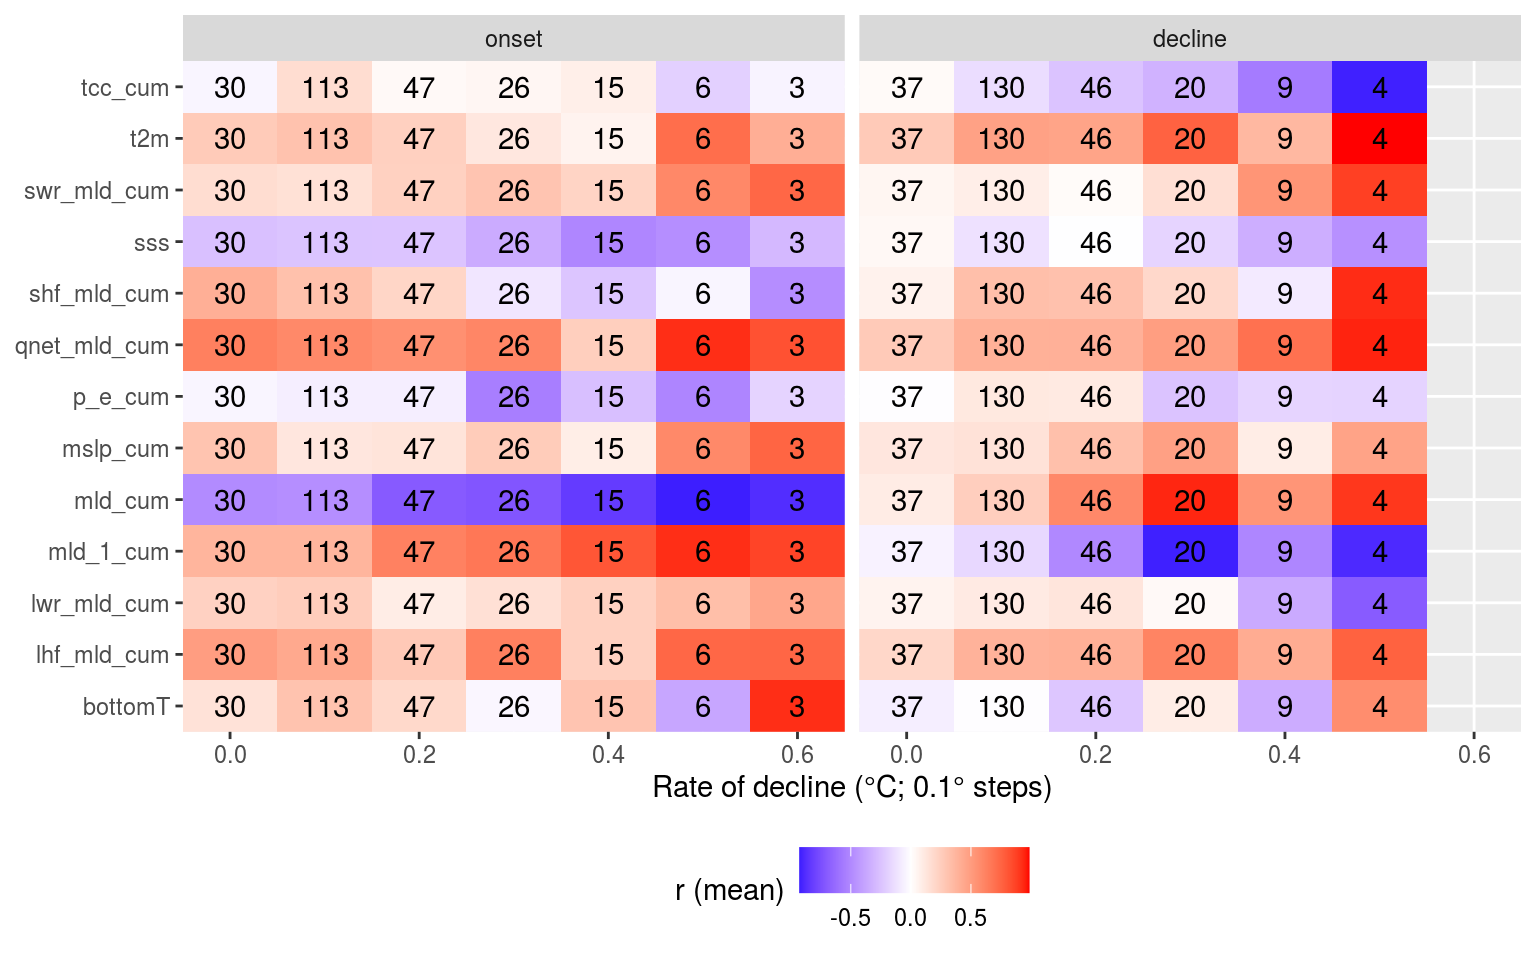 onset decline
tcc_cum 30 113 47 26 15 6 3 37 130 46 20 9 4
t2m 30 113 47 26 15 6 3 37 130 46 20 9 4
swr_mld_cum 30 113 47 26 15 6 3 37 130 46 20 9 4
sss 30 113 47 26 15 6 3 37 130 46 20 9 4
shf_mld_cum 30 113 47 26 15 6 3 37 130 46 20 9 4
qnet_mld_cum 30 113 47 26 15 6 3 37 130 46 20 9 4
p_e_cum 30 113 47 26 15 6 3 37 130 46 20 9 4
mslp_cum 30 113 47 26 15 6 3 37 130 46 20 9 4
mld_cum 30 113 47 26 15 6 3 37 130 46 20 9 4
mld_1_cum 30 113 47 26 15 6 3 37 130 46 20 9 4
lwr_mld_cum 30 113 47 26 15 6 3 37 130 46 20 9 4
lhf_mld_cum 30 113 47 26 15 6 3 37 130 46 20 9 4
bottomT 30 113 47 26 15 6 3 37 130 46 20 9 4
0.0 0.2 0.4 0.6 0.0 0.2 0.4 0.6
Rate of decline (°C; 0.1° steps)
r (mean)
-0.5 0.0 0.5